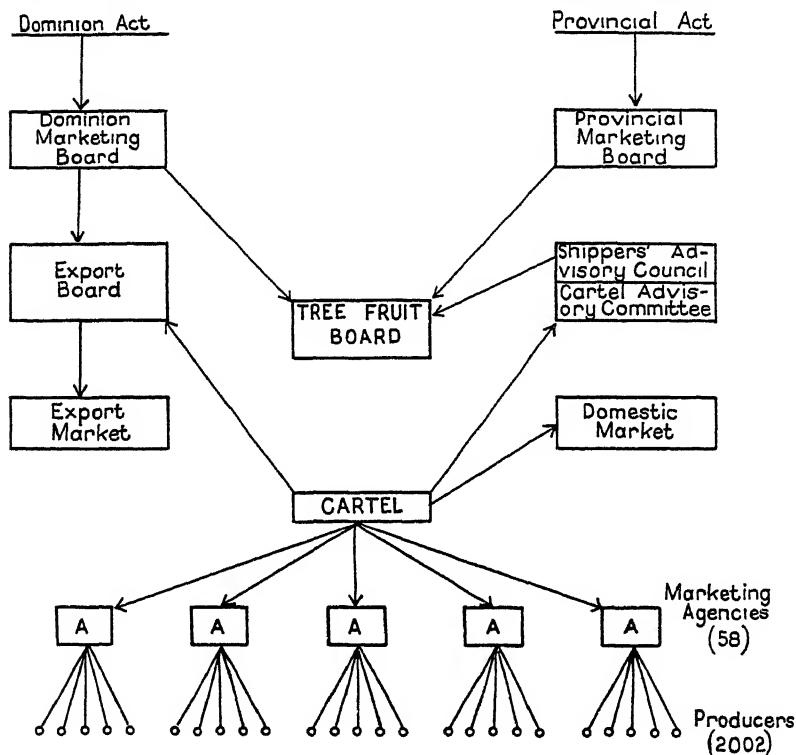 Dominion Act
Provincial Act
Dominion
Marketing
Board
Provincial
Marketing
Board
Export
Board
Shippers' Ad-
visory Council
Cartel Advis-
ory Committee
TREE FRUIT
BOARD
Export
Market
Domestic
Market
CARTEL
Marketing
Agencies
(58)
A
A
A
A
A
Producers
(2002)